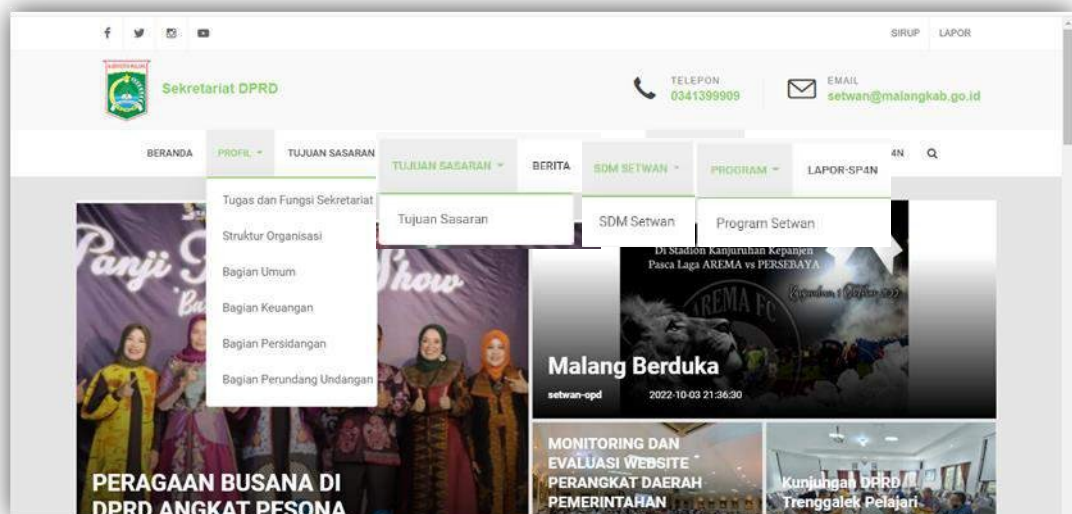 SIRUP LAPOR
Sekretariat DPRD
TELEPON
0341399909
EMAIL
setwan@malangkab.go.id
BERANDA PROFIL TUJUAN SASARAN TUJUAN SASARAN BERITA SDM SETWAN PROGRAM LAPOR-SP4N 4N
Tugas dan Fungsi Sekretariat
Struktur Organisasi
Bagian Umum
Bagian Keuangan
Bagian Persidangan
Bagian Perundang Undangan
Tujuan Sasaran
SDM Setwan
Program Setwan
Panji
Show
Di Stadion Kanjuruhan Kepanjen
Pasca Laga AREMA vs PERSEBAYA
AREMA FC
Malang Berduka
setwan-opd 2022-10-03 21:36:30
PERAGAAN BUSANA DI
DPRD ANGKAT PESONA
MONITORING DAN
EVALUASI WEBSITE
PERANGKAT DAERAH
PEMERINTAHAN
Kunjungan DPRD
Trenggalek Pelajari